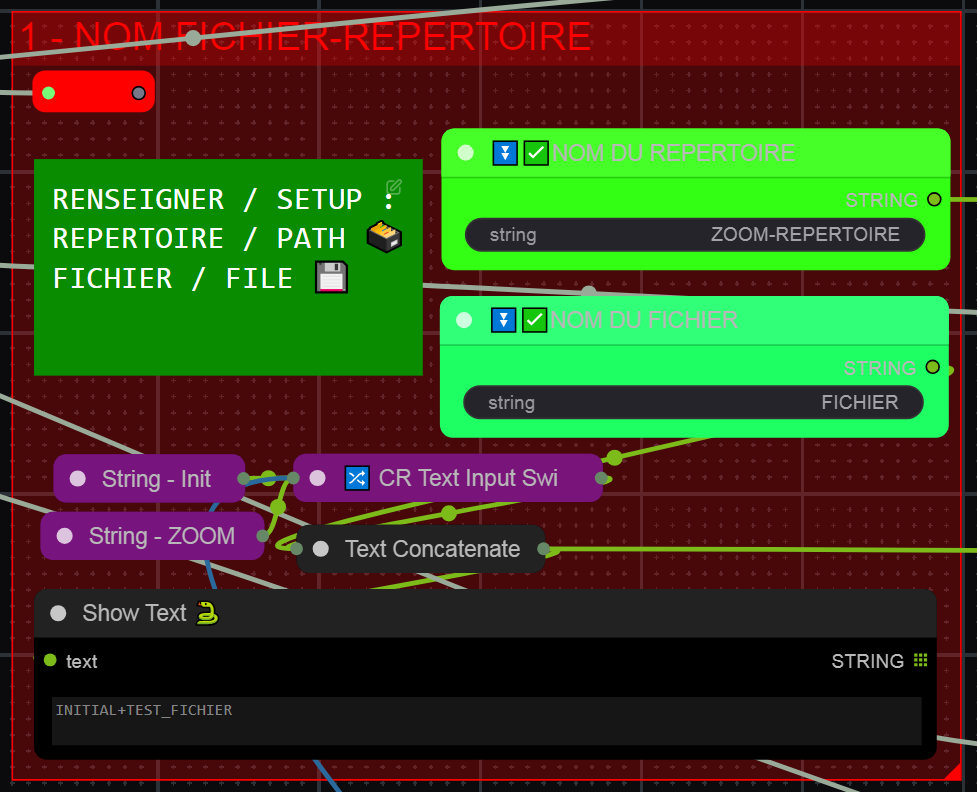 1 - NOM FICHIER-REPERTOIRE
RENSEIGNER / SETUP :
REPERTOIRE / PATH
FICHIER / FILE
NOM DU REPERTOIRE
STRING
string ZOOM-REPERTOIRE
NOM DU FICHIER
STRING
string FICHIER
String - Init
CR Text Input Swi
String - ZOOM
Text Concatenate
Show Text
text STRING
INITIAL+TEST_FICHIER